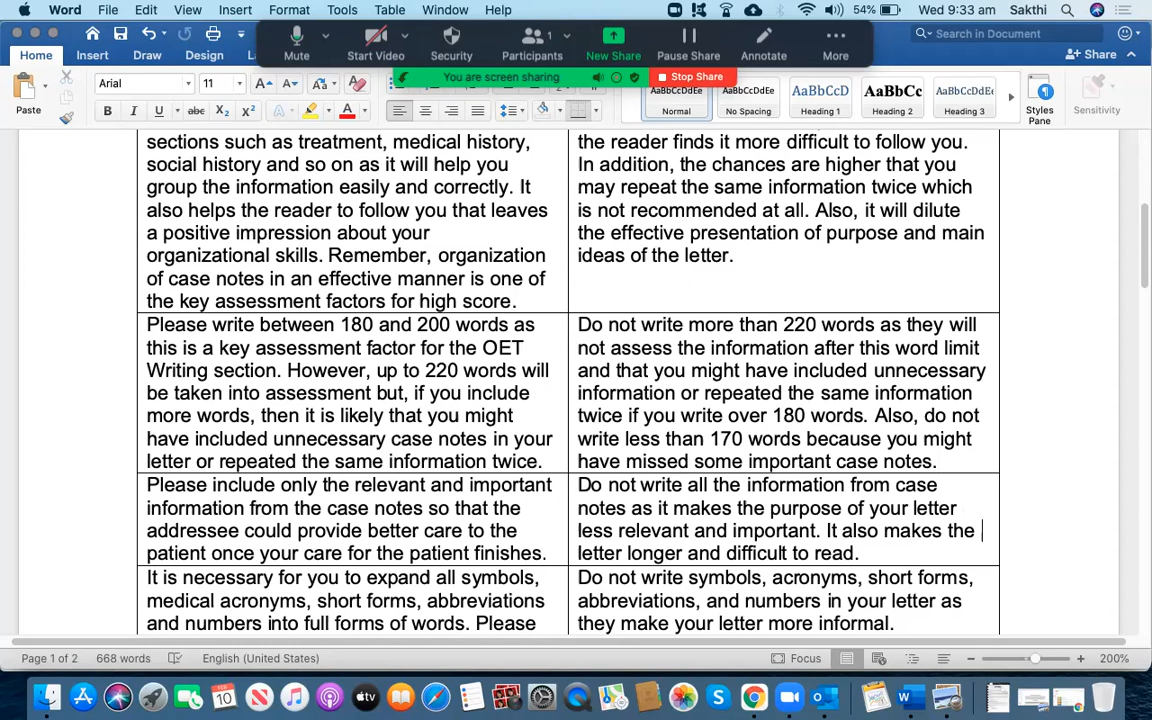 Word File Edit View Insert Format Tools Table Window Help 54% Wed 9:33 am Sakthi
Mute Start Video Security Participants 1 New Share Pause Share Annotate More
Search in Document
Home Insert Draw Design Share
You are screen sharing Stop Share
Paste Arial 11 A A Aa A
B I U abc X2 X2 A A
AaBbCcDdEe AaBbCcDdEe AaBbCcD AaBbCc AaBbCcDdEe
Normal No Spacing Heading 1 Heading 2 Heading 3 Styles Pane Sensitivity
sections such as treatment, medical history,
social history and so on as it will help you
group the information easily and correctly. It
also helps the reader to follow you that leaves
a positive impression about your
organizational skills. Remember, organization
of case notes in an effective manner is one of
the key assessment factors for high score.
the reader finds it more difficult to follow you.
In addition, the chances are higher that you
may repeat the same information twice which
is not recommended at all. Also, it will dilute
the effective presentation of purpose and main
ideas of the letter.
Please write between 180 and 200 words as
this is a key assessment factor for the OET
Writing section. However, up to 220 words will
be taken into assessment but, if you include
more words, then it is likely that you might
have included unnecessary case notes in your
letter or repeated the same information twice.
Do not write more than 220 words as they will
not assess the information after this word limit
and that you might have included unnecessary
information or repeated the same information
twice if you write over 180 words. Also, do not
write less than 170 words because you might
have missed some important case notes.
Please include only the relevant and important
information from the case notes so that the
addressee could provide better care to the
patient once your care for the patient finishes.
Do not write all the information from case
notes as it makes the purpose of your letter
less relevant and important. It also makes the
letter longer and difficult to read.
It is necessary for you to expand all symbols,
medical acronyms, short forms, abbreviations
and numbers into full forms of words. Please
Do not write symbols, acronyms, short forms,
abbreviations, and numbers in your letter as
they make your letter more informal.
Page 1 of 2 668 words English (United States) Focus 200%
FEB
10
tv